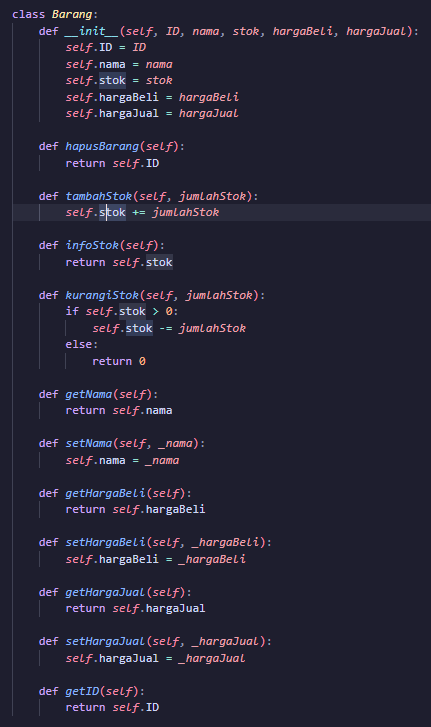 class Barang:
    def __init__(self, ID, nama, stok, hargaBeli, hargaJual):
        self.ID = ID
        self.nama = nama
        self.stok = stok
        self.hargaBeli = hargaBeli
        self.hargaJual = hargaJual

    def hapusBarang(self):
        return self.ID

    def tambahStok(self, jumlahStok):
        self.stok += jumlahStok

    def infoStok(self):
        return self.stok

    def kurangiStok(self, jumlahStok):
        if self.stok > 0:
            self.stok -= jumlahStok
        else:
            return 0

    def getNama(self):
        return self.nama

    def setNama(self, _nama):
        self.nama = _nama

    def getHargaBeli(self):
        return self.hargaBeli

    def setHargaBeli(self, _hargaBeli):
        self.hargaBeli = _hargaBeli

    def getHargaJual(self):
        return self.hargaJual

    def setHargaJual(self, _hargaJual):
        self.hargaJual = _hargaJual

    def getID(self):
        return self.ID